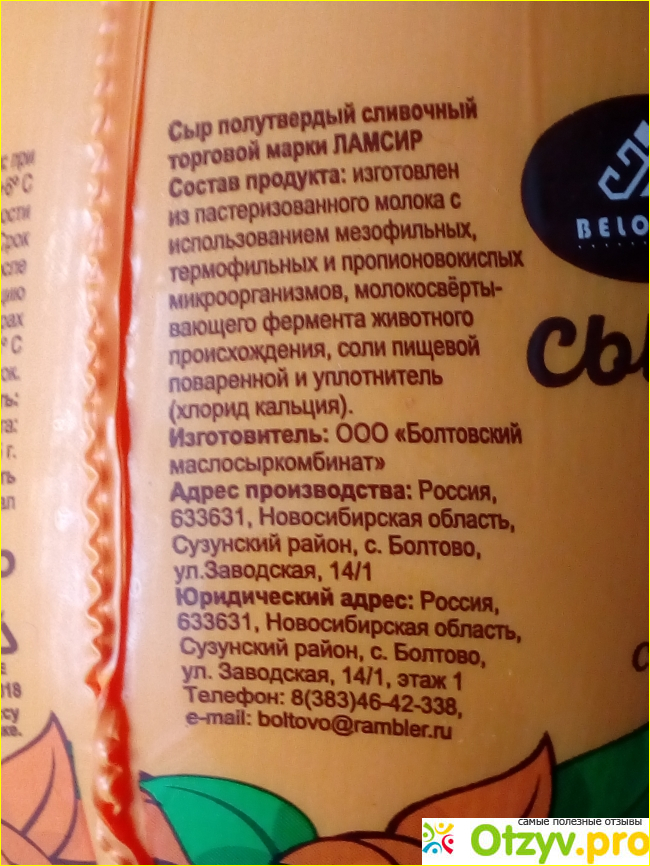 Сыр полутвердый сливочный
торговой марки ЛАМСИР
Состав продукта: изготовлен
из пастеризованного молока с
использованием мезофильных,
термофильных и пропионовокислых
микроорганизмов, молокосвёрты-
вающего фермента животного
происхождения, соли пищевой
поваренной и уплотнитель
(хлорид кальция).
Изготовитель: ООО «Болтовский
маслосыркомбинат»
Адрес производства: Россия,
633631, Новосибирская область,
Сузунский район, с. Болтово,
ул.Заводская, 14/1
Юридический адрес: Россия,
633631, Новосибирская область,
Сузунский район, с. Болтово,
ул. Заводская, 14/1, этаж 1
Телефон: 8(383)46-42-338,
e-mail: boltovo@rambler.ru
BELO
сы
самые полезные отзывы
Otzyv.pro